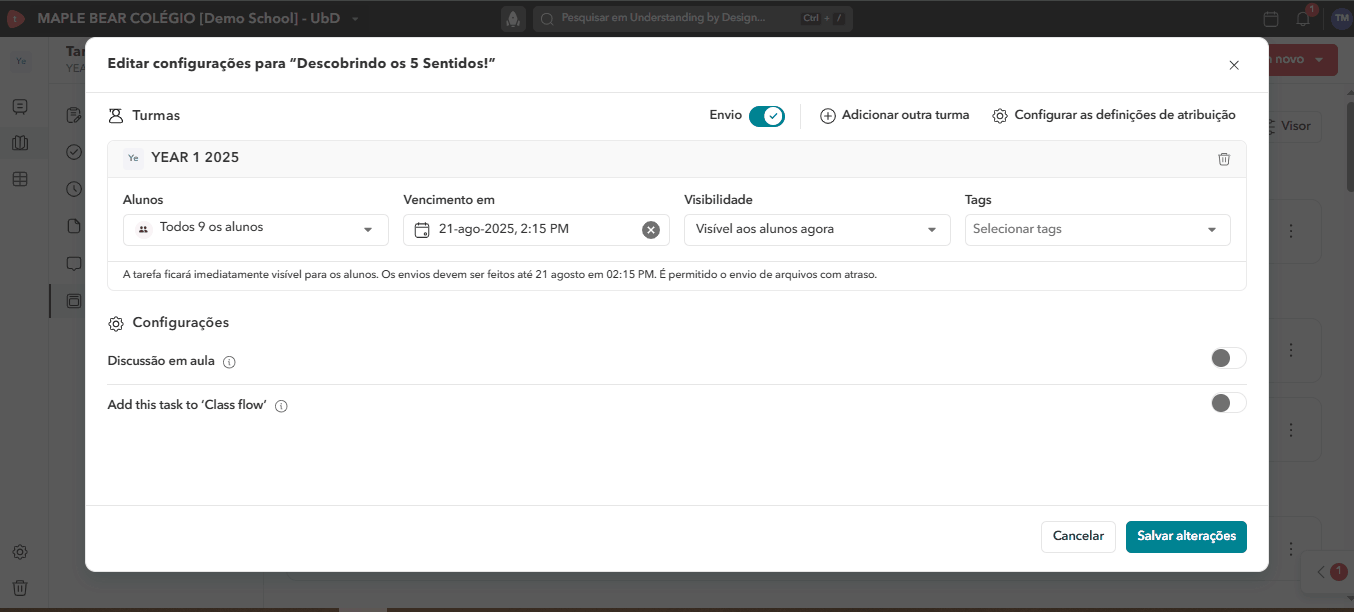 MAPLE BEAR COLÉGIO [Demo School] - UbD
Pesquisar em Understanding by Design... Ctrl + /
1
TM
Ye
Tar
YEA
novo
Visor
Editar configurações para “Descobrindo os 5 Sentidos!”
Turmas
Envio
Adicionar outra turma
Configurar as definições de atribuição
Ye YEAR 1 2025
Alunos Vencimento em Visibilidade Tags
Todos 9 os alunos 21-ago-2025, 2:15 PM Visível aos alunos agora Selecionar tags
A tarefa ficará imediatamente visível para os alunos. Os envios devem ser feitos até 21 agosto em 02:15 PM. É permitido o envio de arquivos com atraso.
Configurações
Discussão em aula
Add this task to ‘Class flow’
Cancelar Salvar alterações
1